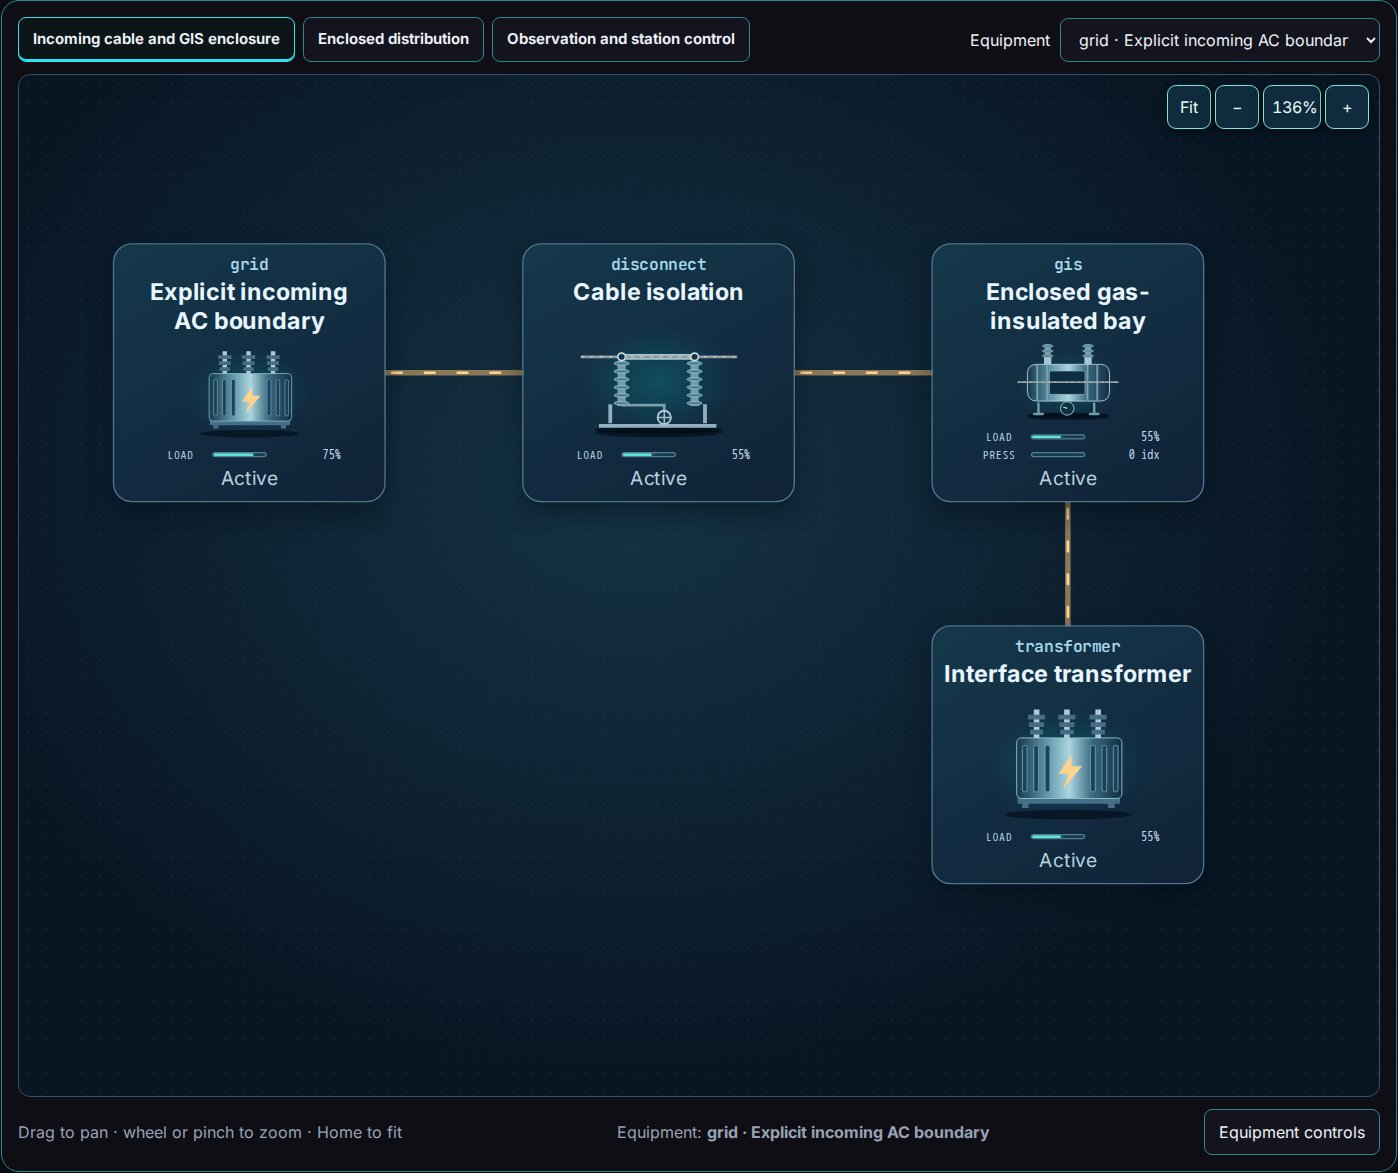 Incoming cable and GIS enclosure
Enclosed distribution
Observation and station control
Equipment
grid · Explicit incoming AC boundar
Fit
−
136%
+
grid
Explicit incoming
AC boundary
LOAD 75%
Active
disconnect
Cable isolation
LOAD 55%
Active
gis
Enclosed gas-
insulated bay
LOAD 55%
PRESS 0 idx
Active
transformer
Interface transformer
LOAD 55%
Active
Drag to pan · wheel or pinch to zoom · Home to fit
Equipment: grid · Explicit incoming AC boundary
Equipment controls